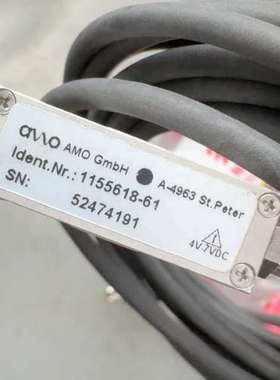 amo AMO GmbH A-4963 St.Peter
Ident.Nr.: 1155618-61
SN: 52474191
4V-7VDC